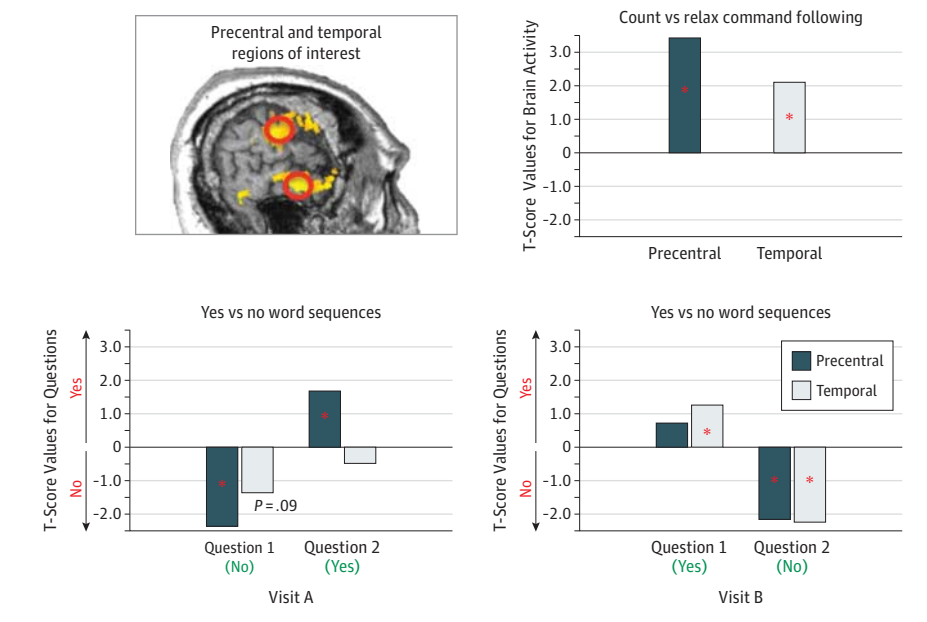 Precentral and temporal
regions of interest
Count vs relax command following
T-Score Values for Brain Activity
3.0
2.0
1.0
0
-1.0
-2.0
Precentral
Temporal
Yes vs no word sequences
T-Score Values for Questions
Yes
No
3.0
2.0
1.0
0
-1.0
-2.0
*
*
*
*
P=.09
Question 1
(No)
Question 2
(Yes)
Visit A
Yes vs no word sequences
T-Score Values for Questions
Yes
No
3.0
2.0
1.0
0
-1.0
-2.0
*
*
*
Precentral
Temporal
Question 1
(Yes)
Question 2
(No)
Visit B